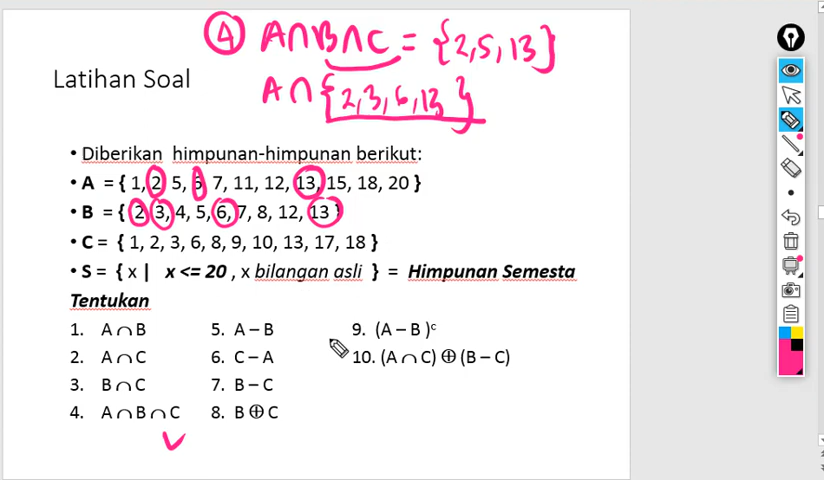 ④ A∩B∩C = {2,5,13}
A∩ {2,3,6,13}
Latihan Soal
• Diberikan himpunan-himpunan berikut:
• A = { 1, 2, 5, 6, 7, 11, 12, 13, 15, 18, 20 }
• B = { 2, 3, 4, 5, 6, 7, 8, 12, 13 }
• C = { 1, 2, 3, 6, 8, 9, 10, 13, 17, 18 }
• S = { x | x <= 20 , x bilangan asli } = Himpunan Semesta
Tentukan
1. A ∩ B
2. A ∩ C
3. B ∩ C
4. A ∩ B ∩ C
5. A – B
6. C – A
7. B – C
8. B ⊕ C
9. (A – B )ᶜ
10. (A ∩ C) ⊕ (B – C)